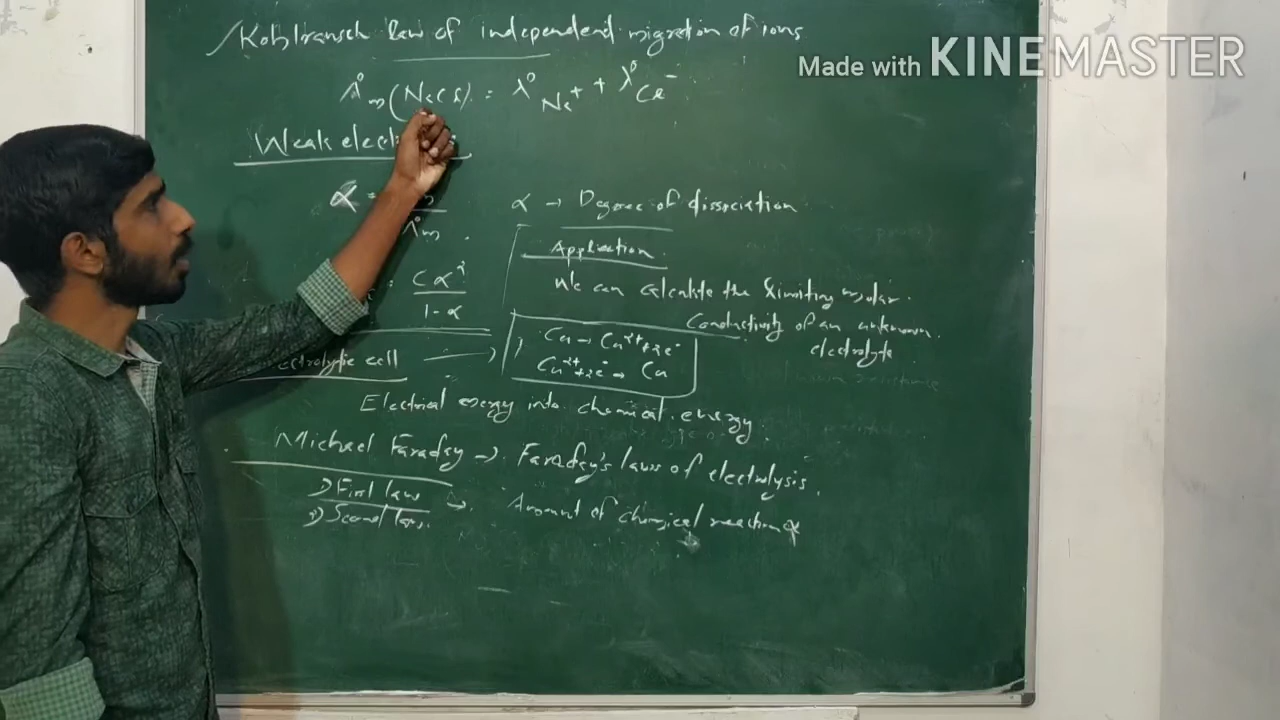 Kohlransch law of independent migration of ions
Made with KINEMASTER
Λ°m (NaCl) = λ°Na+ + λ°Cl-
Weak elect
α =
Λ°m
α → Degree of dissociation
Application
We can calculate the limiting molar
Conductivity of an unknown
electrolyte
= Cα² / 1-α
Cu → Cu2+ + 2e-
Cu2+ + 2e- → Cu
ectrolytic cell
Electrical energy into chemical energy
Michael Faraday → Faraday's laws of electrolysis.
1) First law → Amount of chemical reaction α
2) Second law.